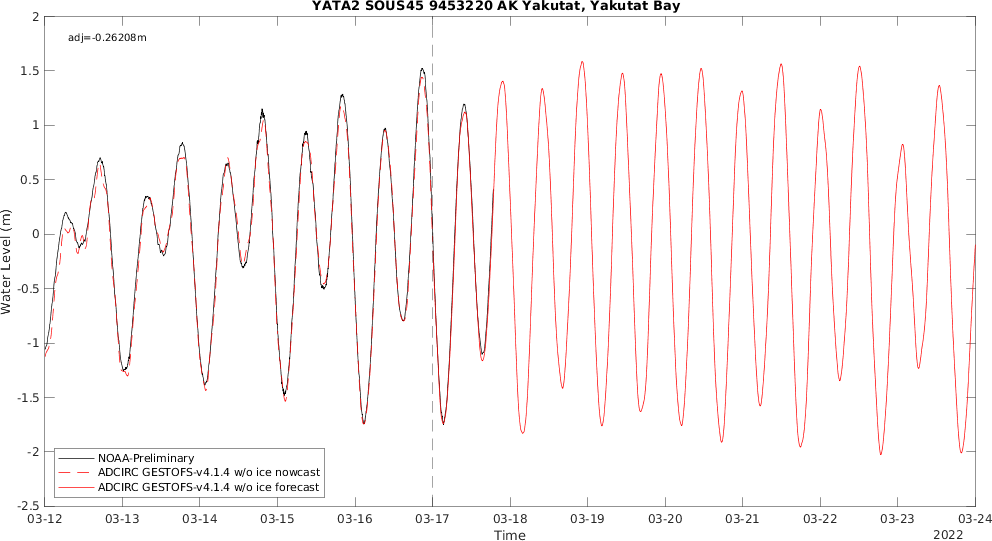 YATA2 SOUS45 9453220 AK Yakutat, Yakutat Bay
adj=-0.26208m
2
1.5
1
0.5
0
-0.5
-1
-1.5
-2
-2.5
Water Level (m)
NOAA-Preliminary
ADCIRC GESTOFS-v4.1.4 w/o ice nowcast
ADCIRC GESTOFS-v4.1.4 w/o ice forecast
03-12 03-13 03-14 03-15 03-16 03-17 03-18 03-19 03-20 03-21 03-22 03-23 03-24
Time
2022